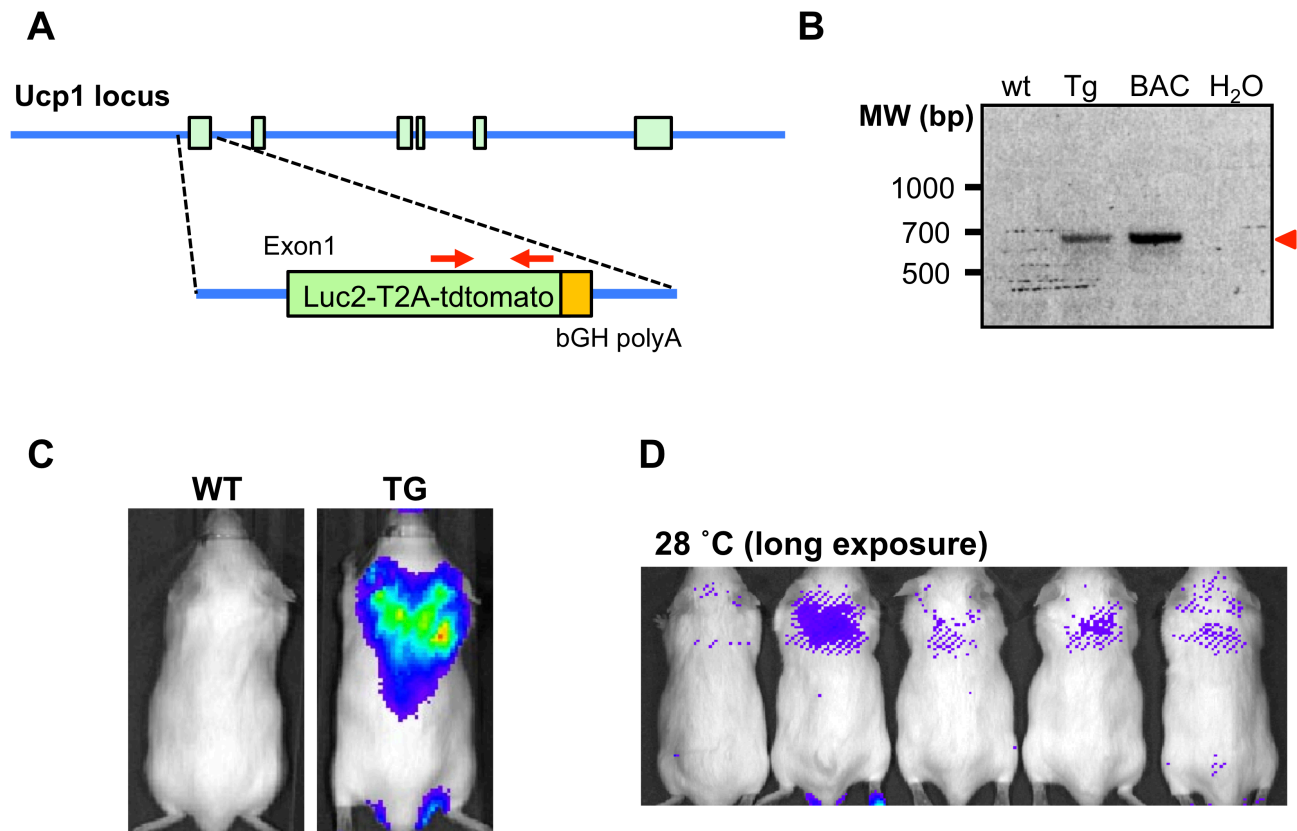 A
Ucp1 locus
Exon1
Luc2-T2A-tdtomato
bGH polyA
B
wt Tg BAC H₂O
MW (bp)
1000
700
500
C
WT TG
D
28 ˚C (long exposure)